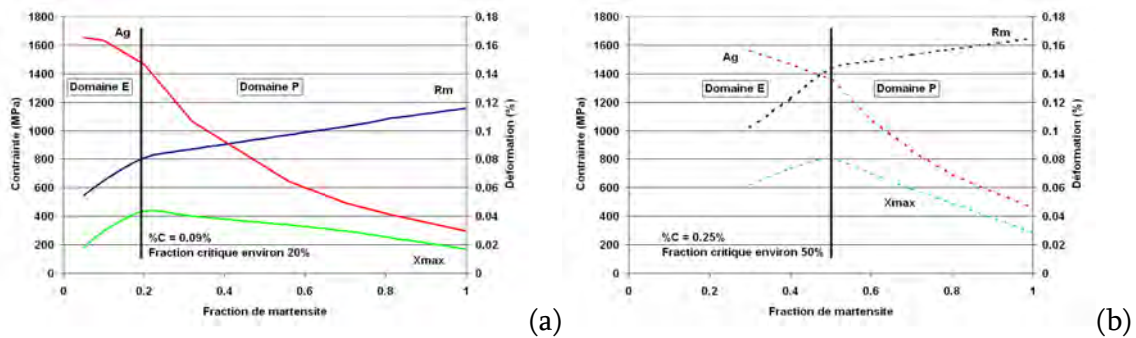 1800
1600
1400
1200
1000
800
600
400
200
0
Contrainte (MPa)
0.18
0.16
0.14
0.12
0.1
0.08
0.06
0.04
0.02
0
Déformation (%)
Ag
Domaine E
Domaine P
Rm
%C = 0.09%
Fraction critique environ 20%
Xmax
0 0.2 0.4 0.6 0.8 1
Fraction de martensite
(a)
1800
1600
1400
1200
1000
800
600
400
200
0
Contrainte (MPa)
0.18
0.16
0.14
0.12
0.1
0.08
0.06
0.04
0.02
0
Déformation (%)
Rm
Ag
Domaine E
Domaine P
Xmax
%C = 0.25%
Fraction critique environ 50%
0 0.2 0.4 0.6 0.8 1
Fraction de martensite
(b)